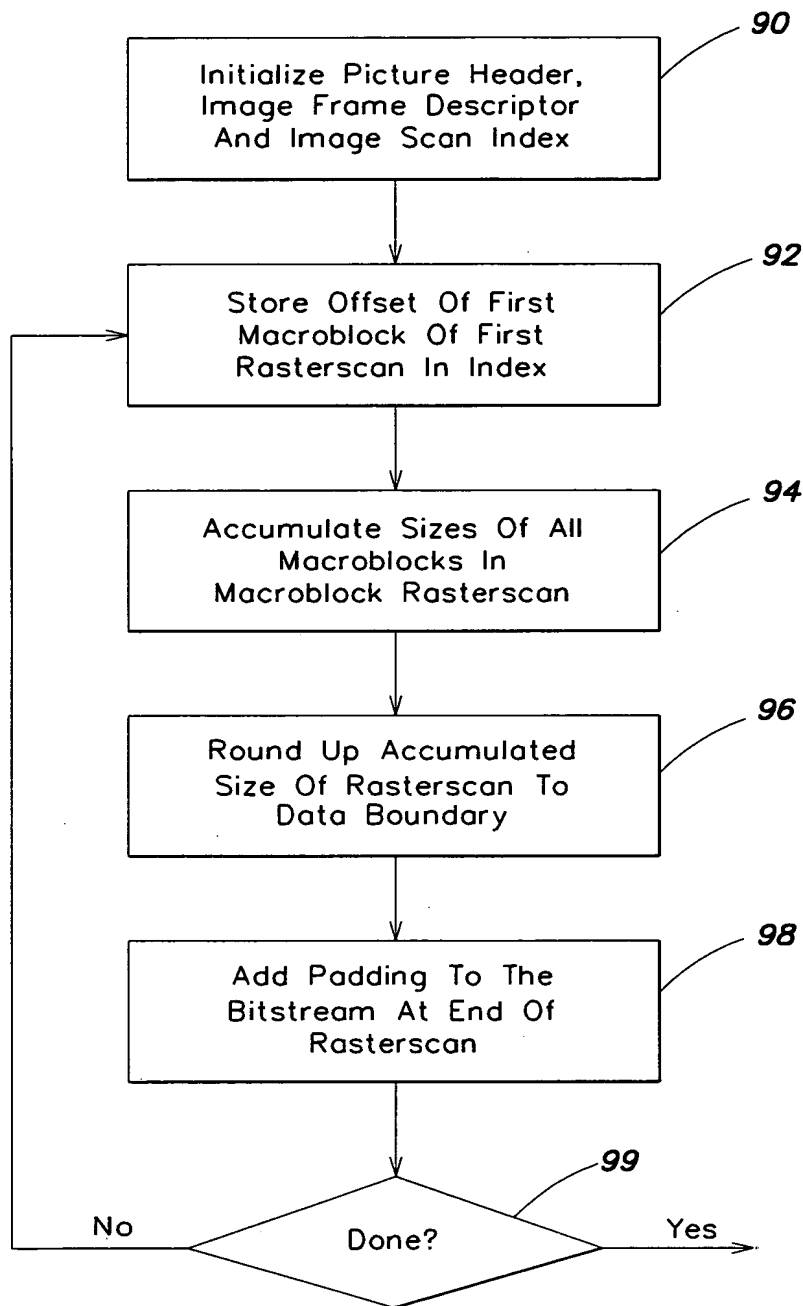 90
Initialize Picture Header,
Image Frame Descriptor
And Image Scan Index
92
Store Offset Of First
Macroblock Of First
Rasterscan In Index
94
Accumulate Sizes Of All
Macroblocks In
Macroblock Rasterscan
96
Round Up Accumulated
Size Of Rasterscan To
Data Boundary
98
Add Padding To The
Bitstream At End Of
Rasterscan
99
No
Done?
Yes